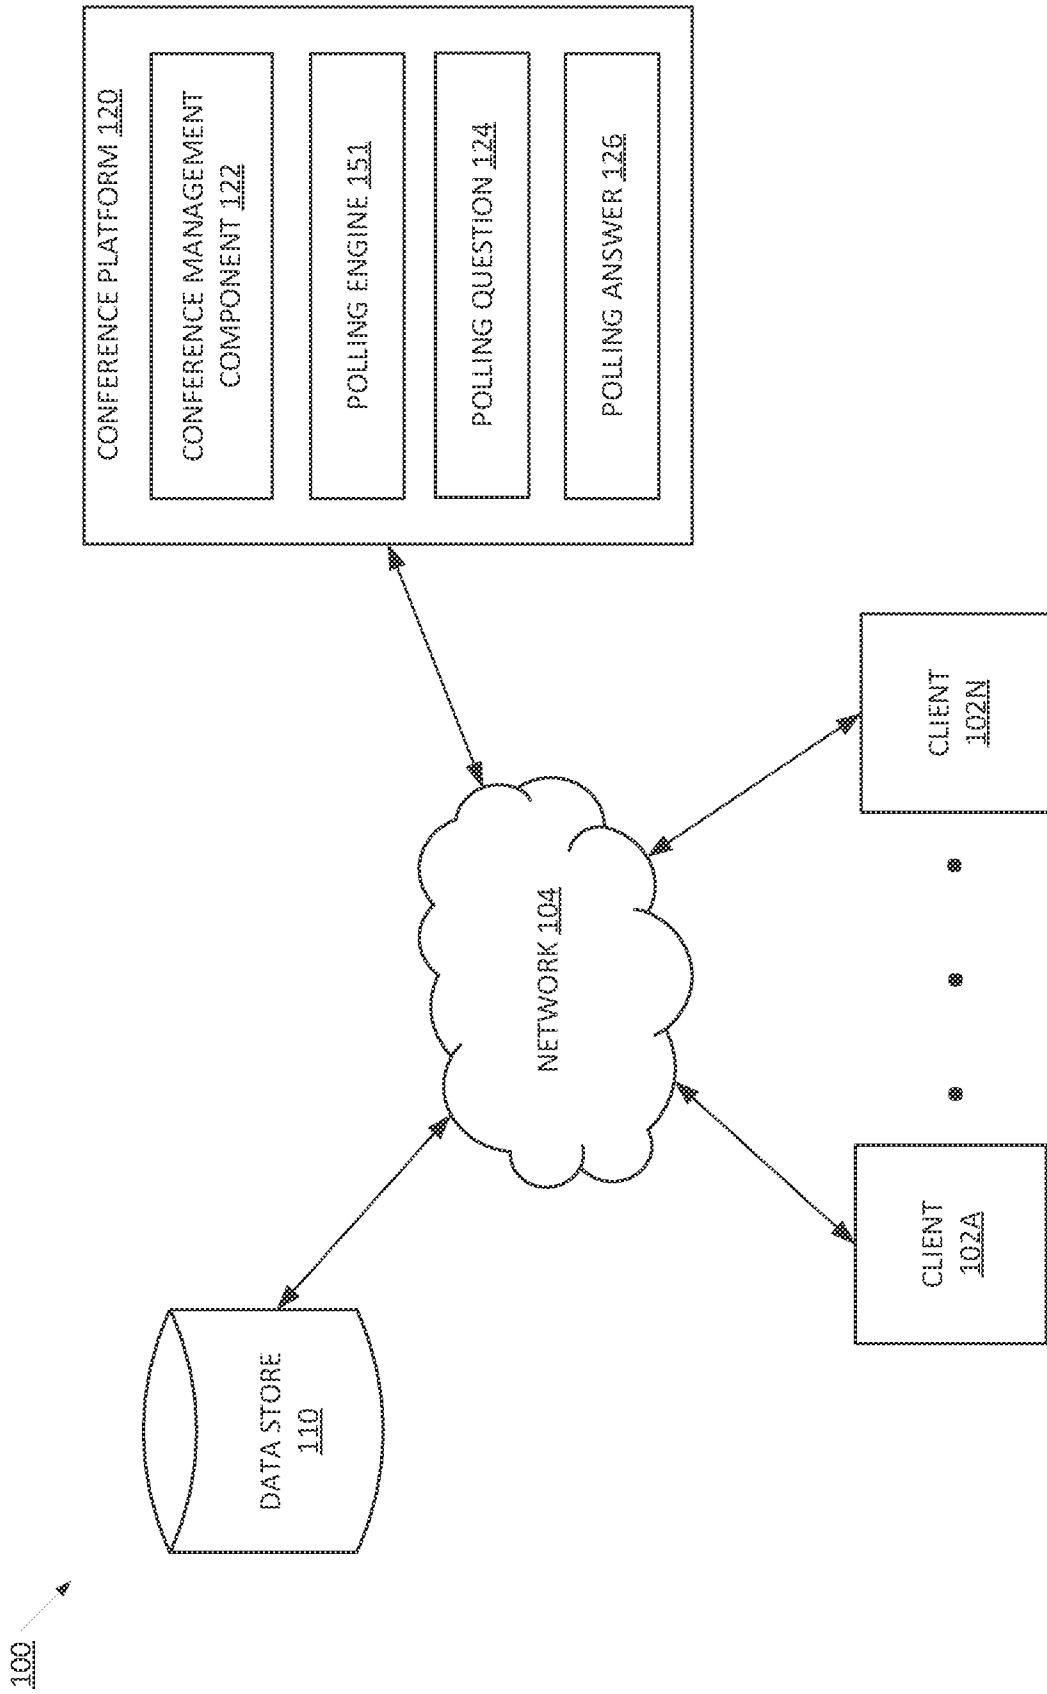 100
DATA STORE
110
NETWORK 104
CONFERENCE PLATFORM 120
CONFERENCE MANAGEMENT
COMPONENT 122
POLLING ENGINE 151
POLLING QUESTION 124
POLLING ANSWER 126
CLIENT
102A
CLIENT
102N